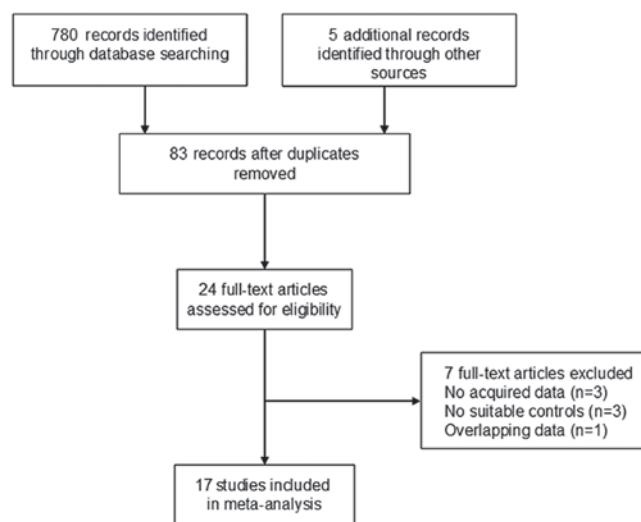 780 records identified
through database searching
5 additional records
identified through other
sources
83 records after duplicates
removed
24 full-text articles
assessed for eligibility
7 full-text articles excluded
No acquired data (n=3)
No suitable controls (n=3)
Overlapping data (n=1)
17 studies included
in meta-analysis